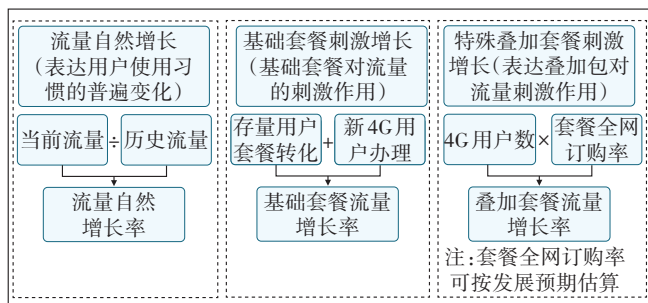 流量自然增长
(表达用户使用习
惯的普遍变化)
当前流量÷历史流量
流量自然
增长率
基础套餐刺激增长
(基础套餐对流量
的刺激作用)
存量用户
套餐转化
+
新4G用
户办理
基础套餐流量
增长率
特殊叠加套餐刺激
增长(表达叠加包对
流量刺激作用)
4G用户数×
套餐全网
订购率
叠加套餐流量
增长率
注:套餐全网订购率
可按发展预期估算